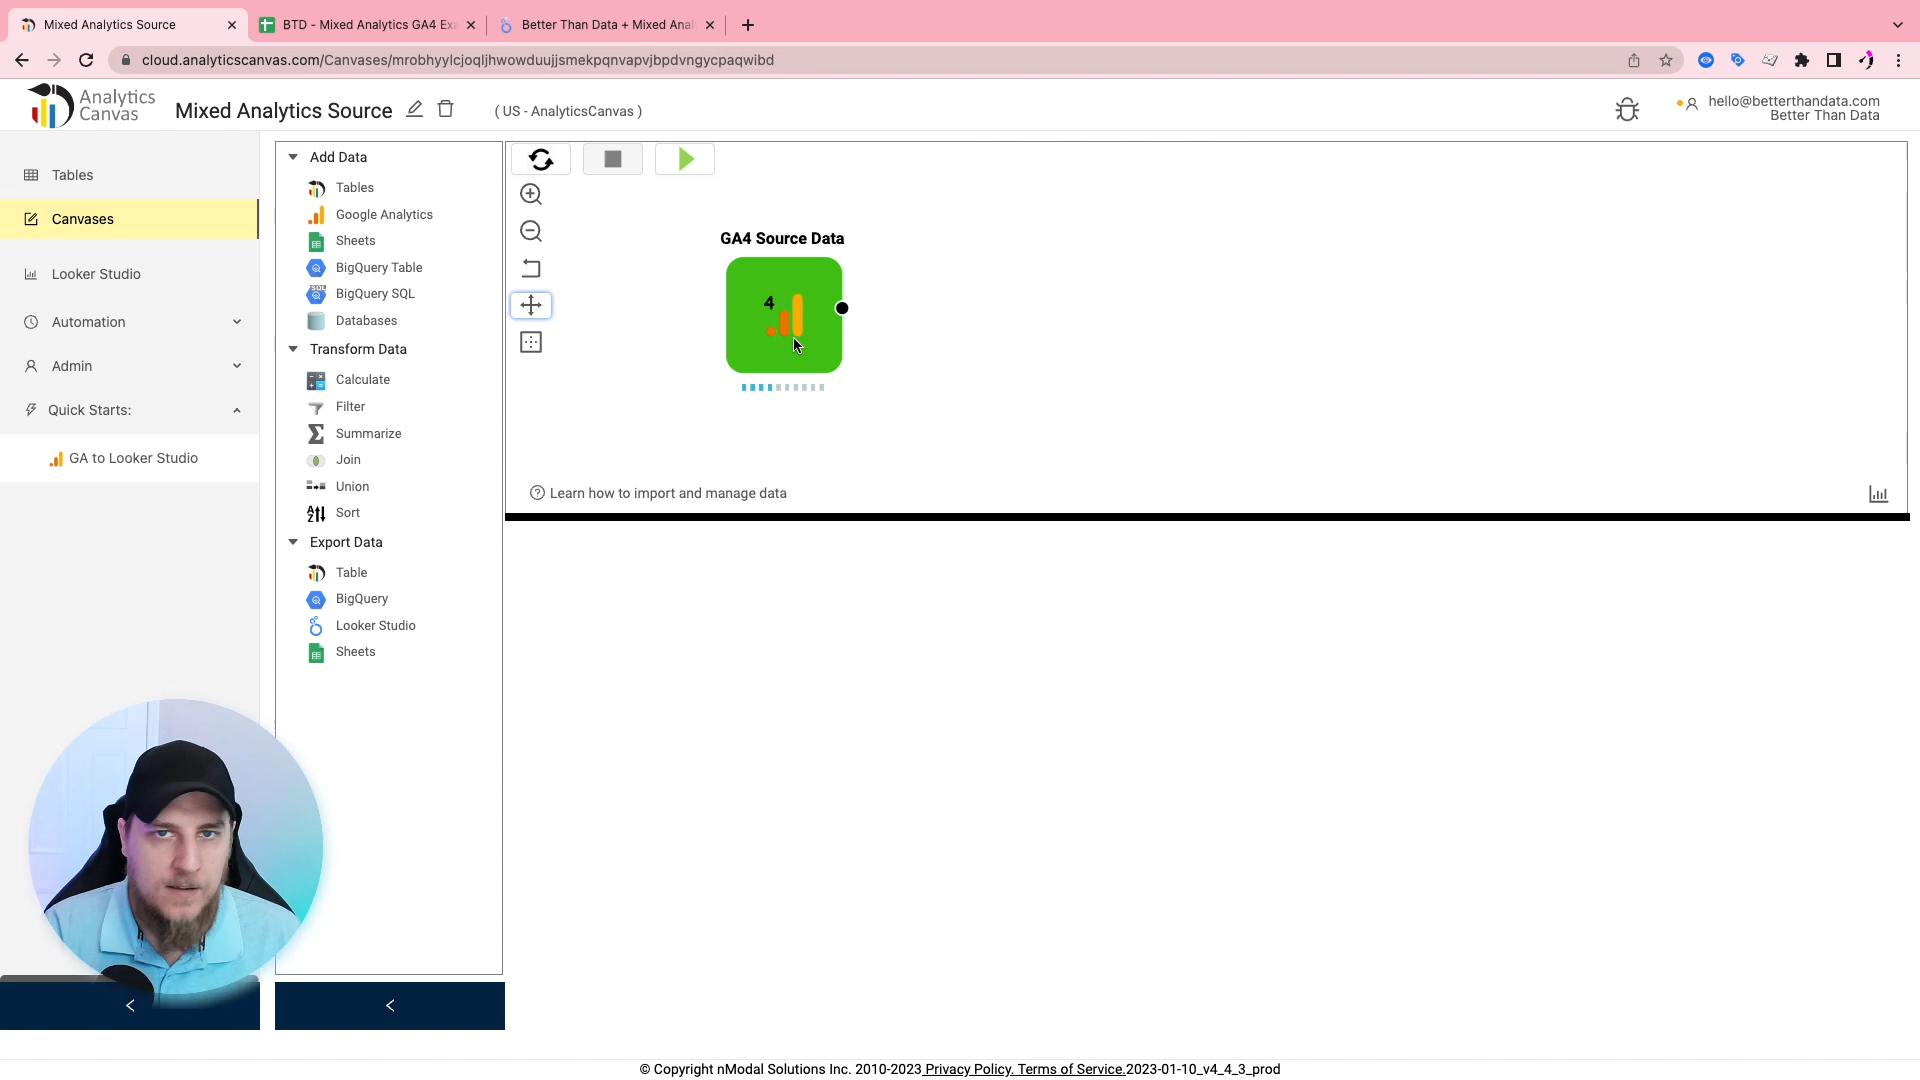 Mixed Analytics Source
BTD - Mixed Analytics GA4 Exa
Better Than Data + Mixed Anal
cloud.analyticscanvas.com/Canvases/mrobhyylcjoqljhwowduujjsmekpqnvapvjbpdvngycpaqwibd
Analytics
Canvas
Mixed Analytics Source
( US - AnalyticsCanvas )
hello@betterthandata.com
Better Than Data
Tables
Canvases
Looker Studio
Automation
Admin
Quick Starts:
GA to Looker Studio
Add Data
Tables
Google Analytics
Sheets
BigQuery Table
SQL
BigQuery SQL
Databases
Transform Data
Calculate
Filter
Summarize
Join
Union
Sort
Export Data
Table
BigQuery
Looker Studio
Sheets
GA4 Source Data
4
Learn how to import and manage data
© Copyright nModal Solutions Inc. 2010-2023 Privacy Policy. Terms of Service.2023-01-10_v4_4_3_prod